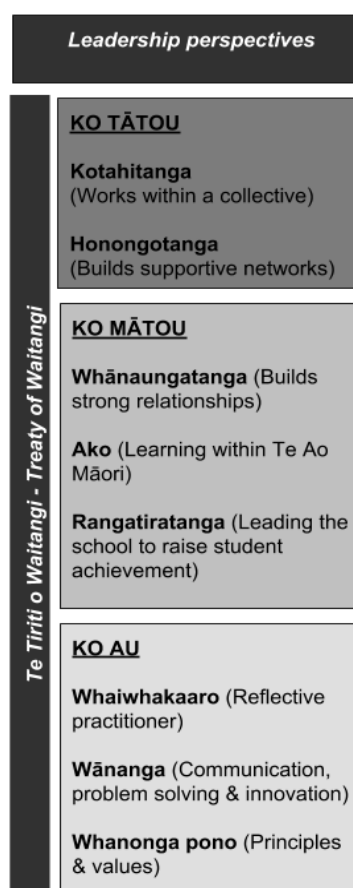 Leadership perspectives
Te Tiriti o Waitangi - Treaty of Waitangi
KO TĀTOU
Kotahitanga
(Works within a collective)
Honongotanga
(Builds supportive networks)
KO MĀTOU
Whānaungatanga (Builds
strong relationships)
Ako (Learning within Te Ao
Māori)
Rangatiratanga (Leading the
school to raise student
achievement)
KO AU
Whaiwhakaaro (Reflective
practitioner)
Wānanga (Communication,
problem solving & innovation)
Whanonga pono (Principles
& values)